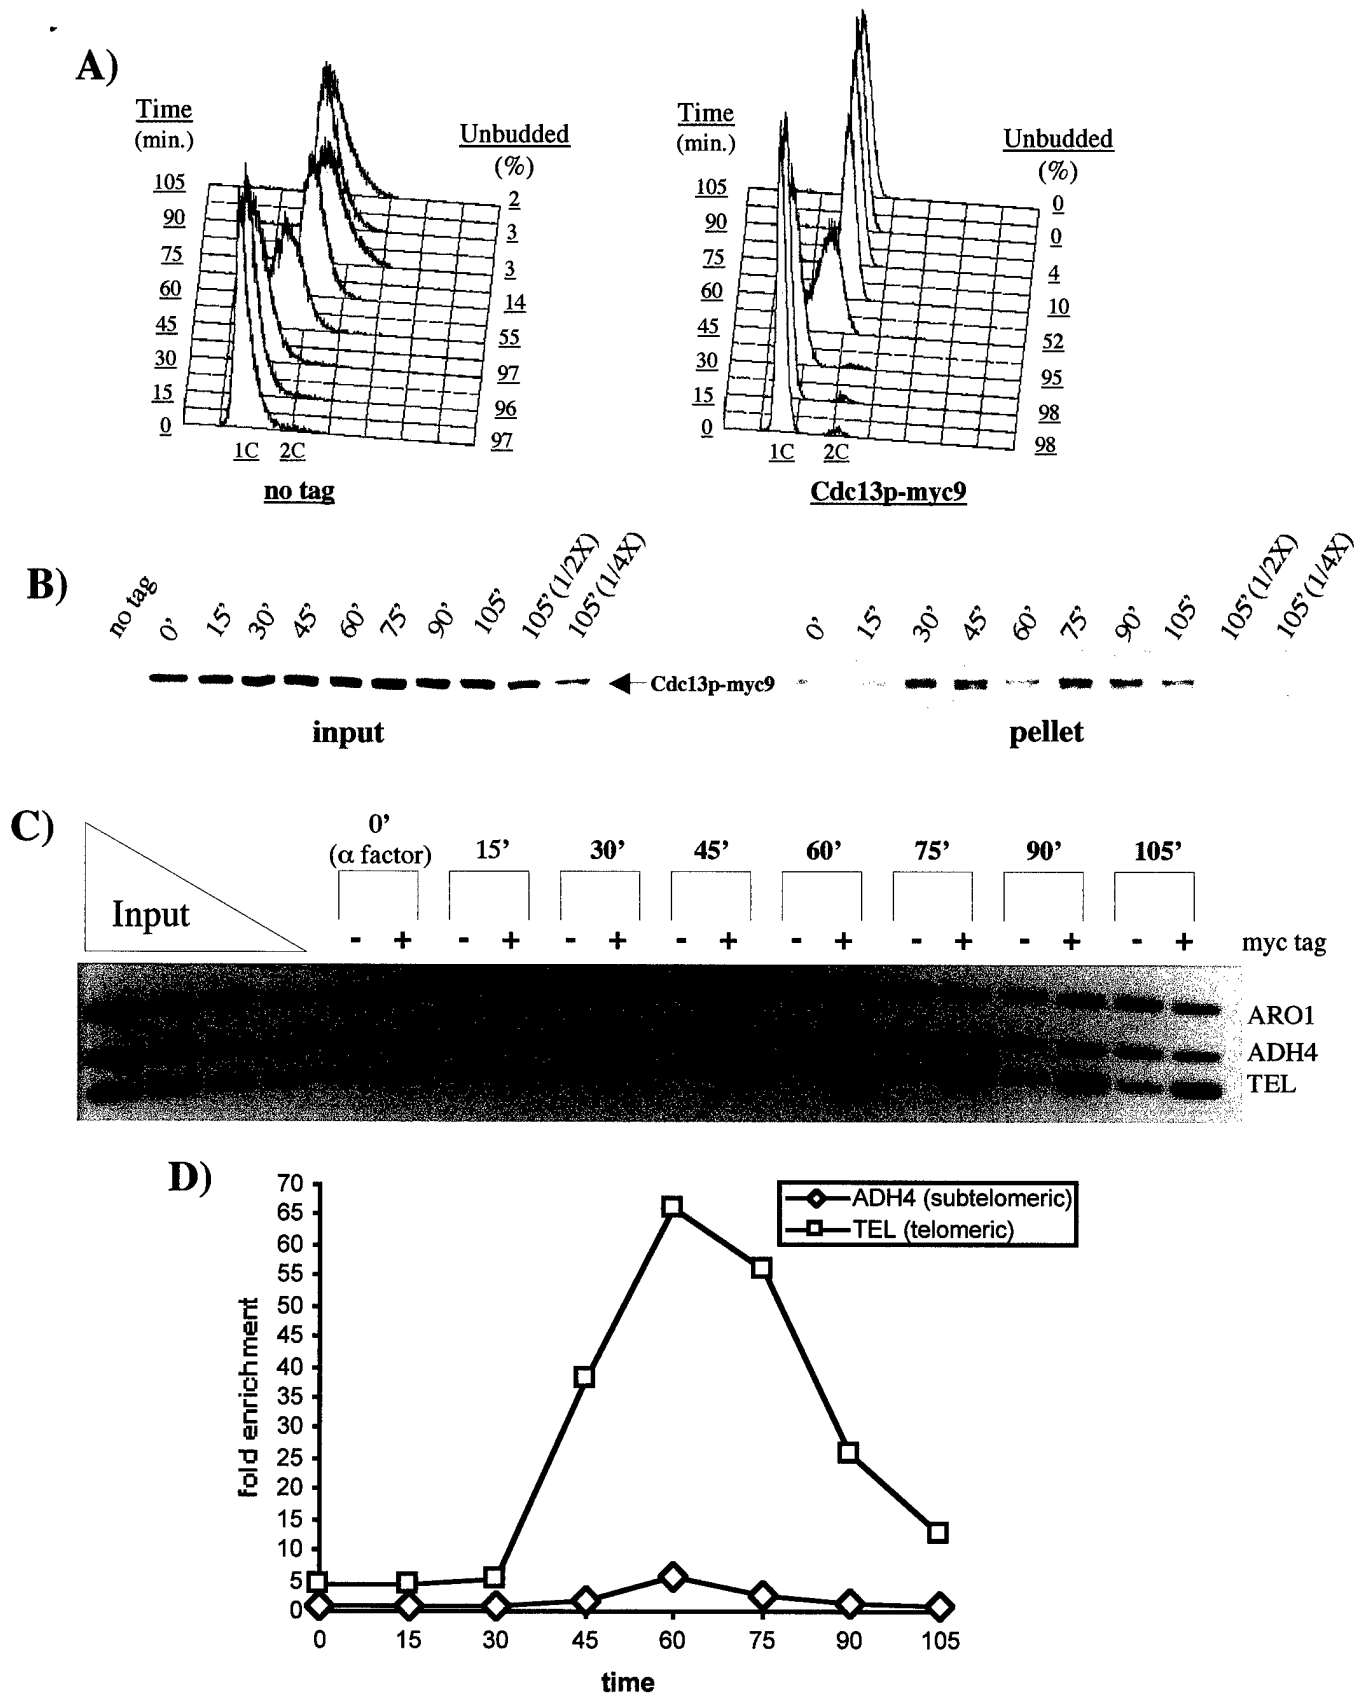 A)
Time
(min.)
105
90
75
60
45
30
15
0
Unbudded
(%)
2
3
3
14
55
97
96
97
1C 2C
no tag
Time
(min.)
105
90
75
60
45
30
15
0
Unbudded
(%)
0
0
4
10
52
95
98
98
1C 2C
Cdc13p-myc9
B)
no tag 0' 15' 30' 45' 60' 75' 90' 105' 105' (1/2X) 105' (1/4X)
0' 15' 30' 45' 60' 75' 90' 105' 105' (1/2X) 105' (1/4X)
Cdc13p-myc9
input
pellet
C)
Input
0' 15' 30' 45' 60' 75' 90' 105'
(α factor)
- + - + - + - + - + - + - + - + myc tag
ARO1
ADH4
TEL
D)
ADH4 (subtelomeric)
TEL (telomeric)
fold enrichment
70
65
60
55
50
45
40
35
30
25
20
15
10
5
0
0 15 30 45 60 75 90 105
time